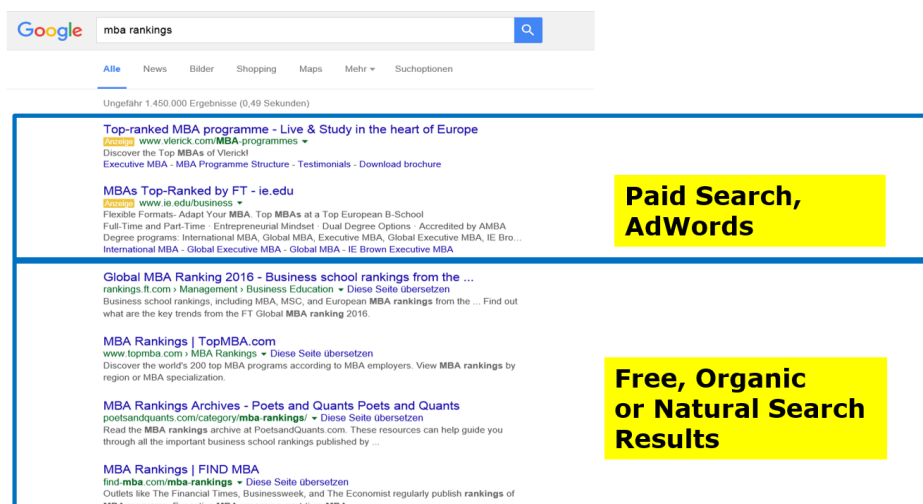 Google mba rankings
Alle News Bilder Shopping Maps Mehr Suchoptionen
Ungefähr 1.450.000 Ergebnisse (0,49 Sekunden)
Top-ranked MBA programme - Live & Study in the heart of Europe
Anzeige www.vlerick.com/MBA-programmes
Discover the Top MBAs of Vlerick!
Executive MBA - MBA Programme Structure - Testimonials - Download brochure
MBAs Top-Ranked by FT - ie.edu
Anzeige www.ie.edu/business
Flexible Formats- Adapt Your MBA. Top MBAs at a Top European B-School
Full-Time and Part-Time · Entrepreneurial Mindset · Dual Degree Options · Accredited by AMBA
Degree programs: International MBA, Global MBA, Executive MBA, Global Executive MBA, IE Bro...
International MBA - Global Executive MBA - Global MBA - IE Brown Executive MBA
Paid Search,
AdWords
Global MBA Ranking 2016 - Business school rankings from the ...
rankings.ft.com › Management › Business Education Diese Seite übersetzen
Business school rankings, including MBA, MSC, and European MBA rankings from the ... Find out
what are the key trends from the FT Global MBA ranking 2016.
MBA Rankings | TopMBA.com
www.topmba.com › MBA Rankings Diese Seite übersetzen
Discover the world's 200 top MBA programs according to MBA employers. View MBA rankings by
region or MBA specialization.
MBA Rankings Archives - Poets and Quants Poets and Quants
poetsandquants.com/category/mba-rankings/ Diese Seite übersetzen
Read the MBA rankings archive at PoetsandQuants.com. These resources can help guide you
through all the important business school rankings published by ...
MBA Rankings | FIND MBA
find-mba.com/mba-rankings Diese Seite übersetzen
Outlets like The Financial Times, Businessweek, and The Economist regularly publish rankings of
Free, Organic
or Natural Search
Results